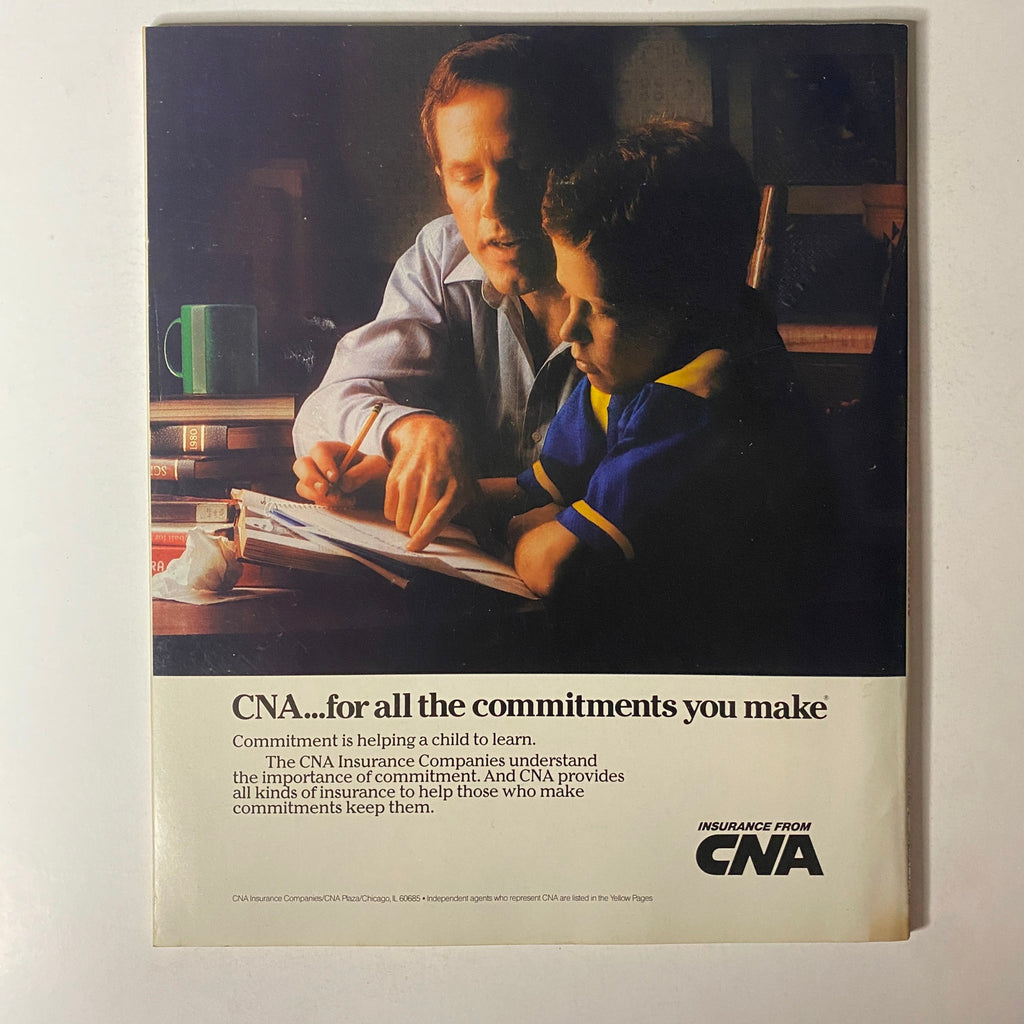 1980
CNA...for all the commitments you make®
Commitment is helping a child to learn.
The CNA Insurance Companies understand
the importance of commitment. And CNA provides
all kinds of insurance to help those who make
commitments keep them.
INSURANCE FROM
CNA
CNA Insurance Companies/CNA Plaza/Chicago, IL 60685 • Independent agents who represent CNA are listed in the Yellow Pages